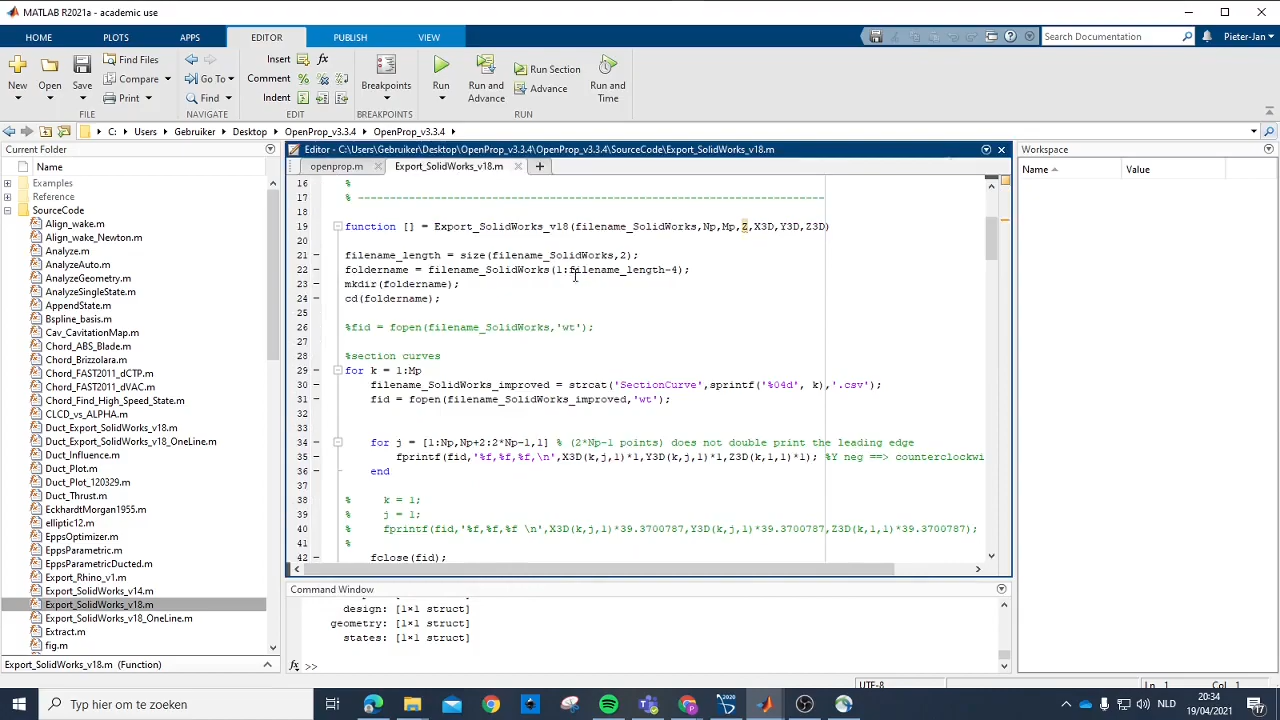 MATLAB R2021a - academic use
HOME PLOTS APPS EDITOR PUBLISH VIEW Search Documentation Pieter-Jan
New Open Save Find Files Compare Print Go To Find Insert Comment Indent Breakpoints Run Run and Advance Run Section Advance Run and Time
FILE NAVIGATE EDIT BREAKPOINTS RUN
C: Users Gebruiker Desktop OpenProp_v3.3.4 OpenProp_v3.3.4
Current Folder
Name
Examples
Reference
SourceCode
Align_wake.m
Align_wake_Newton.m
Analyze.m
AnalyzeAuto.m
AnalyzeGeometry.m
AnalyzeSingleState.m
AppendState.m
Bspline_basis.m
Cav_CavitationMap.m
Chord_ABS_Blade.m
Chord_Brizzolara.m
Chord_FAST2011_dCTP.m
Chord_FAST2011_dVAC.m
Chord_Find_High_Speed_State.m
CLCD_vs_ALPHA.m
Duct_Export_SolidWorks_v18.m
Duct_Export_SolidWorks_v18_OneLine.m
Duct_Influence.m
Duct_Plot.m
Duct_Plot_120329.m
Duct_Thrust.m
EckhardtMorgan1955.m
elliptic12.m
EppsOptimizer.m
EppsParametric.m
EppsParametricDucted.m
Export_Rhino_v1.m
Export_SolidWorks_v14.m
Export_SolidWorks_v18.m
Export_SolidWorks_v18_OneLine.m
Extract.m
fig.m
Export_SolidWorks_v18.m (Function)
Editor - C:\Users\Gebruiker\Desktop\OpenProp_v3.3.4\OpenProp_v3.3.4\SourceCode\Export_SolidWorks_v18.m
openprop.m Export_SolidWorks_v18.m
16 %
17 % ------------------------------------------------------------------------
18
19 function [] = Export_SolidWorks_v18(filename_SolidWorks,Np,Mp,Z,X3D,Y3D,Z3D)
20
21 filename_length = size(filename_SolidWorks,2);
22 foldername = filename_SolidWorks(1:filename_length-4);
23 mkdir(foldername);
24 cd(foldername);
25
26 %fid = fopen(filename_SolidWorks,'wt');
27
28 %section curves
29 for k = 1:Mp
30 filename_SolidWorks_improved = strcat('SectionCurve',sprintf('%04d', k),'.csv');
31 fid = fopen(filename_SolidWorks_improved,'wt');
32
33
34 for j = [1:Np,Np+2:2*Np-1,1] % (2*Np-1 points) does not double print the leading edge
35 fprintf(fid,'%f,%f,%f,\n',X3D(k,j,1)*1,Y3D(k,j,1)*1,Z3D(k,1,1)*1); %Y neg ==> counterclockwi
36 end
37
38 % k = 1;
39 % j = 1;
40 % fprintf(fid,'%f,%f,%f \n',X3D(k,j,1)*39.3700787,Y3D(k,j,1)*39.3700787,Z3D(k,1,1)*39.3700787);
41 %
42 fclose(fid);
Command Window
design: [1×1 struct]
geometry: [1×1 struct]
states: [1×1 struct]
fx >>
Workspace
Name Value
UTF-8 Ln 1 Col 1
Typ hier om te zoeken
2020
NLD
20:34
19/04/2021
17